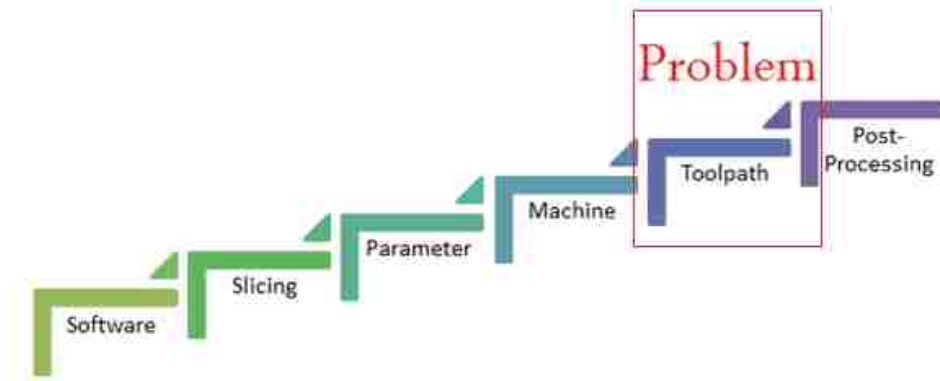 Problem
Post-
Processing
Toolpath
Machine
Parameter
Slicing
Software